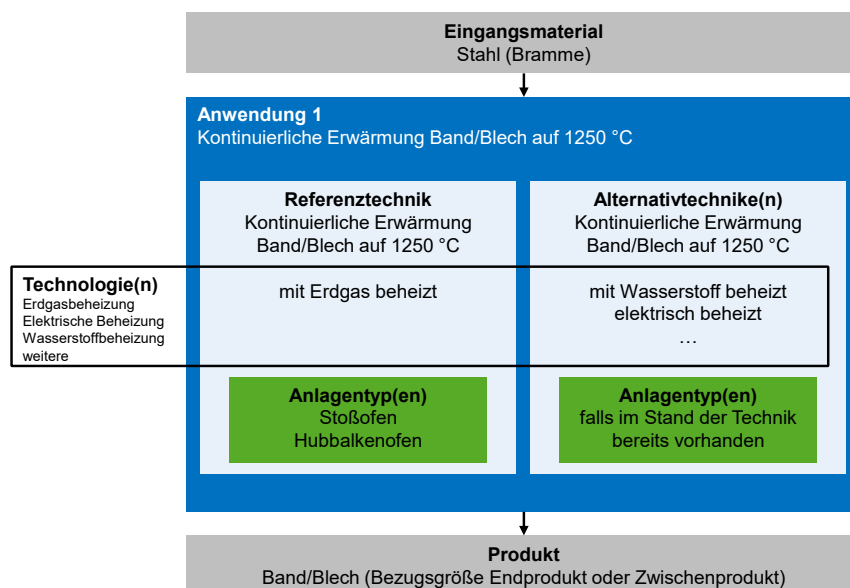 Eingangsmaterial
Stahl (Bramme)
Anwendung 1
Kontinuierliche Erwärmung Band/Blech auf 1250 °C
Referenztechnik
Kontinuierliche Erwärmung
Band/Blech auf 1250 °C
Alternativtechnike(n)
Kontinuierliche Erwärmung
Band/Blech auf 1250 °C
Technologie(n)
Erdgasbeheizung
Elektrische Beheizung
Wasserstoffbeheizung
weitere
mit Erdgas beheizt
mit Wasserstoff beheizt
elektrisch beheizt
…
Anlagentyp(en)
Stoßofen
Hubbalkenofen
Anlagentyp(en)
falls im Stand der Technik
bereits vorhanden
Produkt
Band/Blech (Bezugsgröße Endprodukt oder Zwischenprodukt)